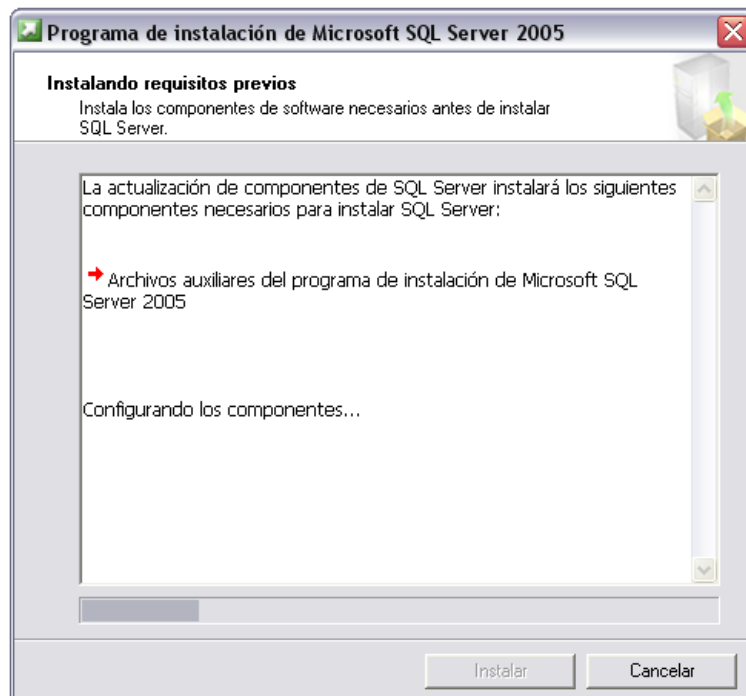 Programa de instalación de Microsoft SQL Server 2005
Instalando requisitos previos
Instala los componentes de software necesarios antes de instalar
SQL Server.
La actualización de componentes de SQL Server instalará los siguientes
componentes necesarios para instalar SQL Server:
Archivos auxiliares del programa de instalación de Microsoft SQL
Server 2005
Configurando los componentes...
Instalar
Cancelar